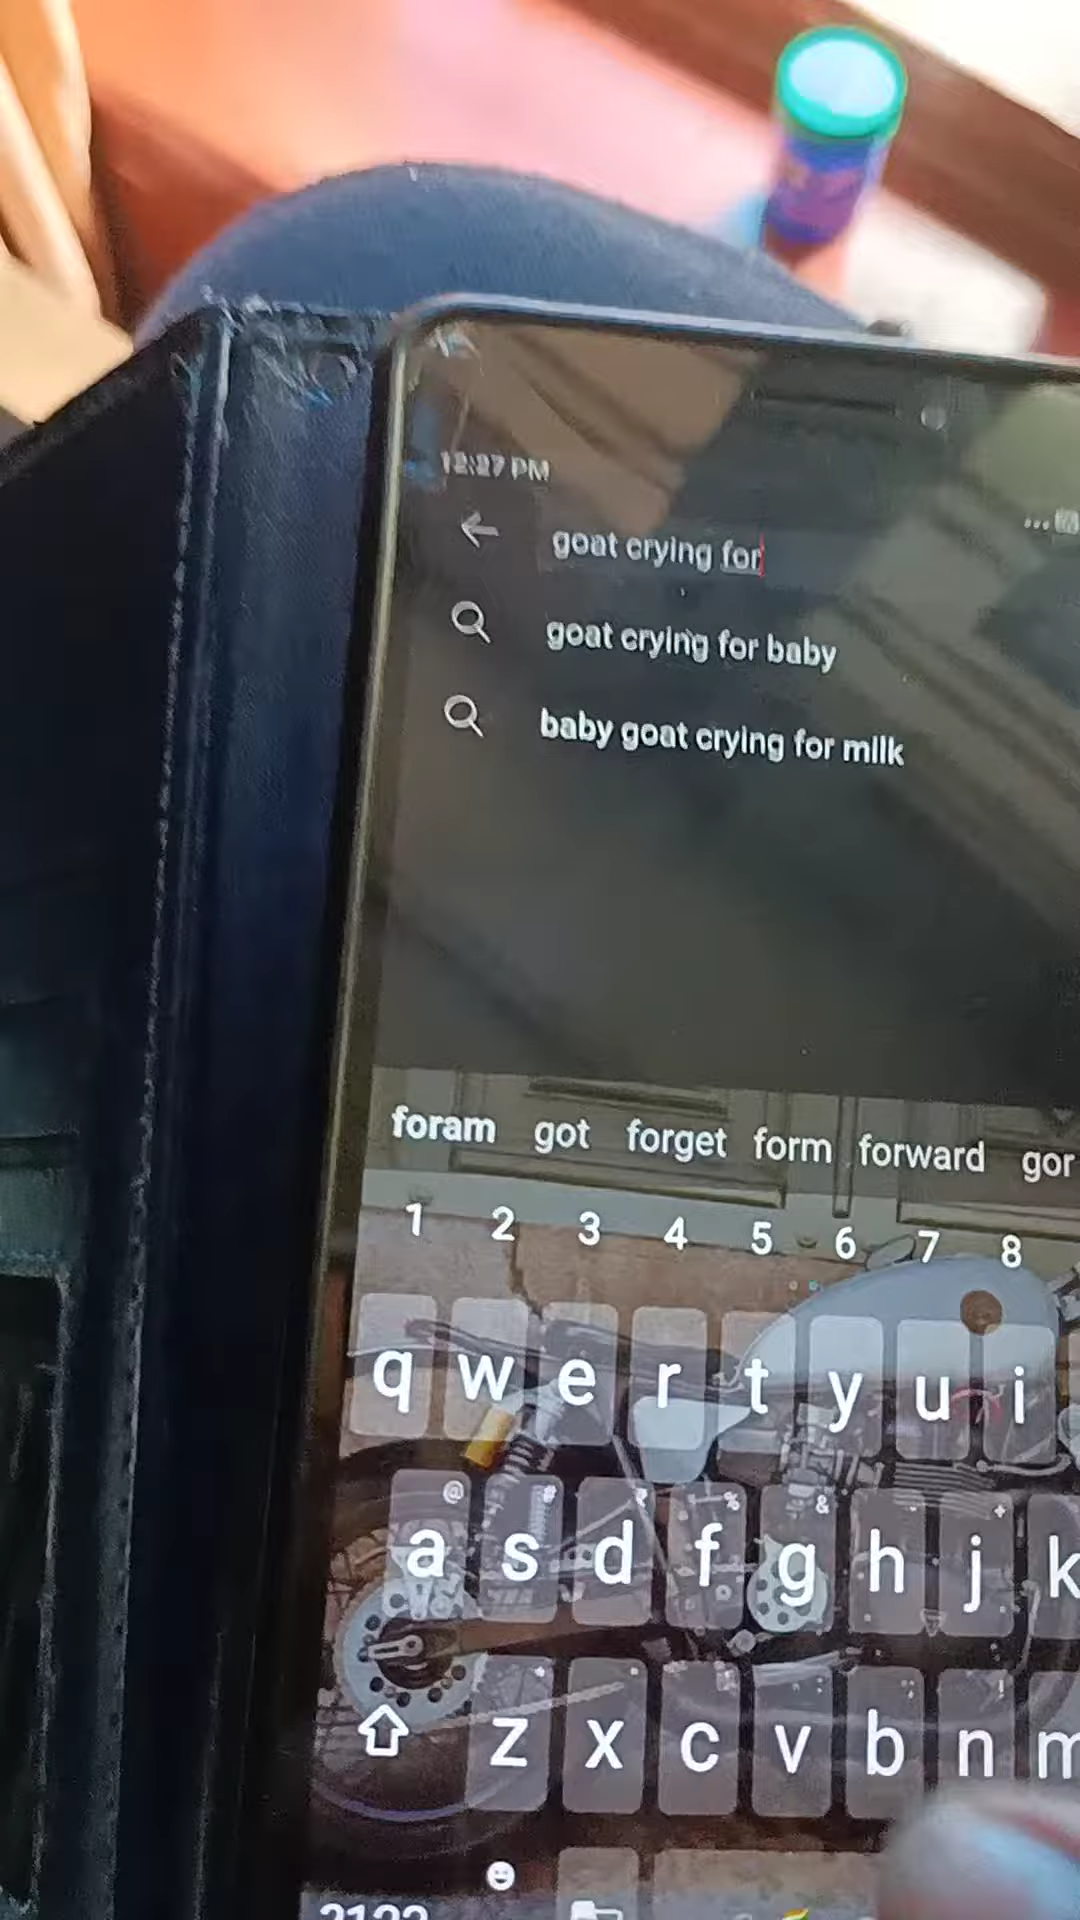 12:27 PM
goat crying for
goat crying for baby
baby goat crying for milk
foram got forget form forward gor
1 2 3 4 5 6 7 8
q w e r t y u i
@ # ₹ % & - +
a s d f g h j k
!
z x c v b n m
?123